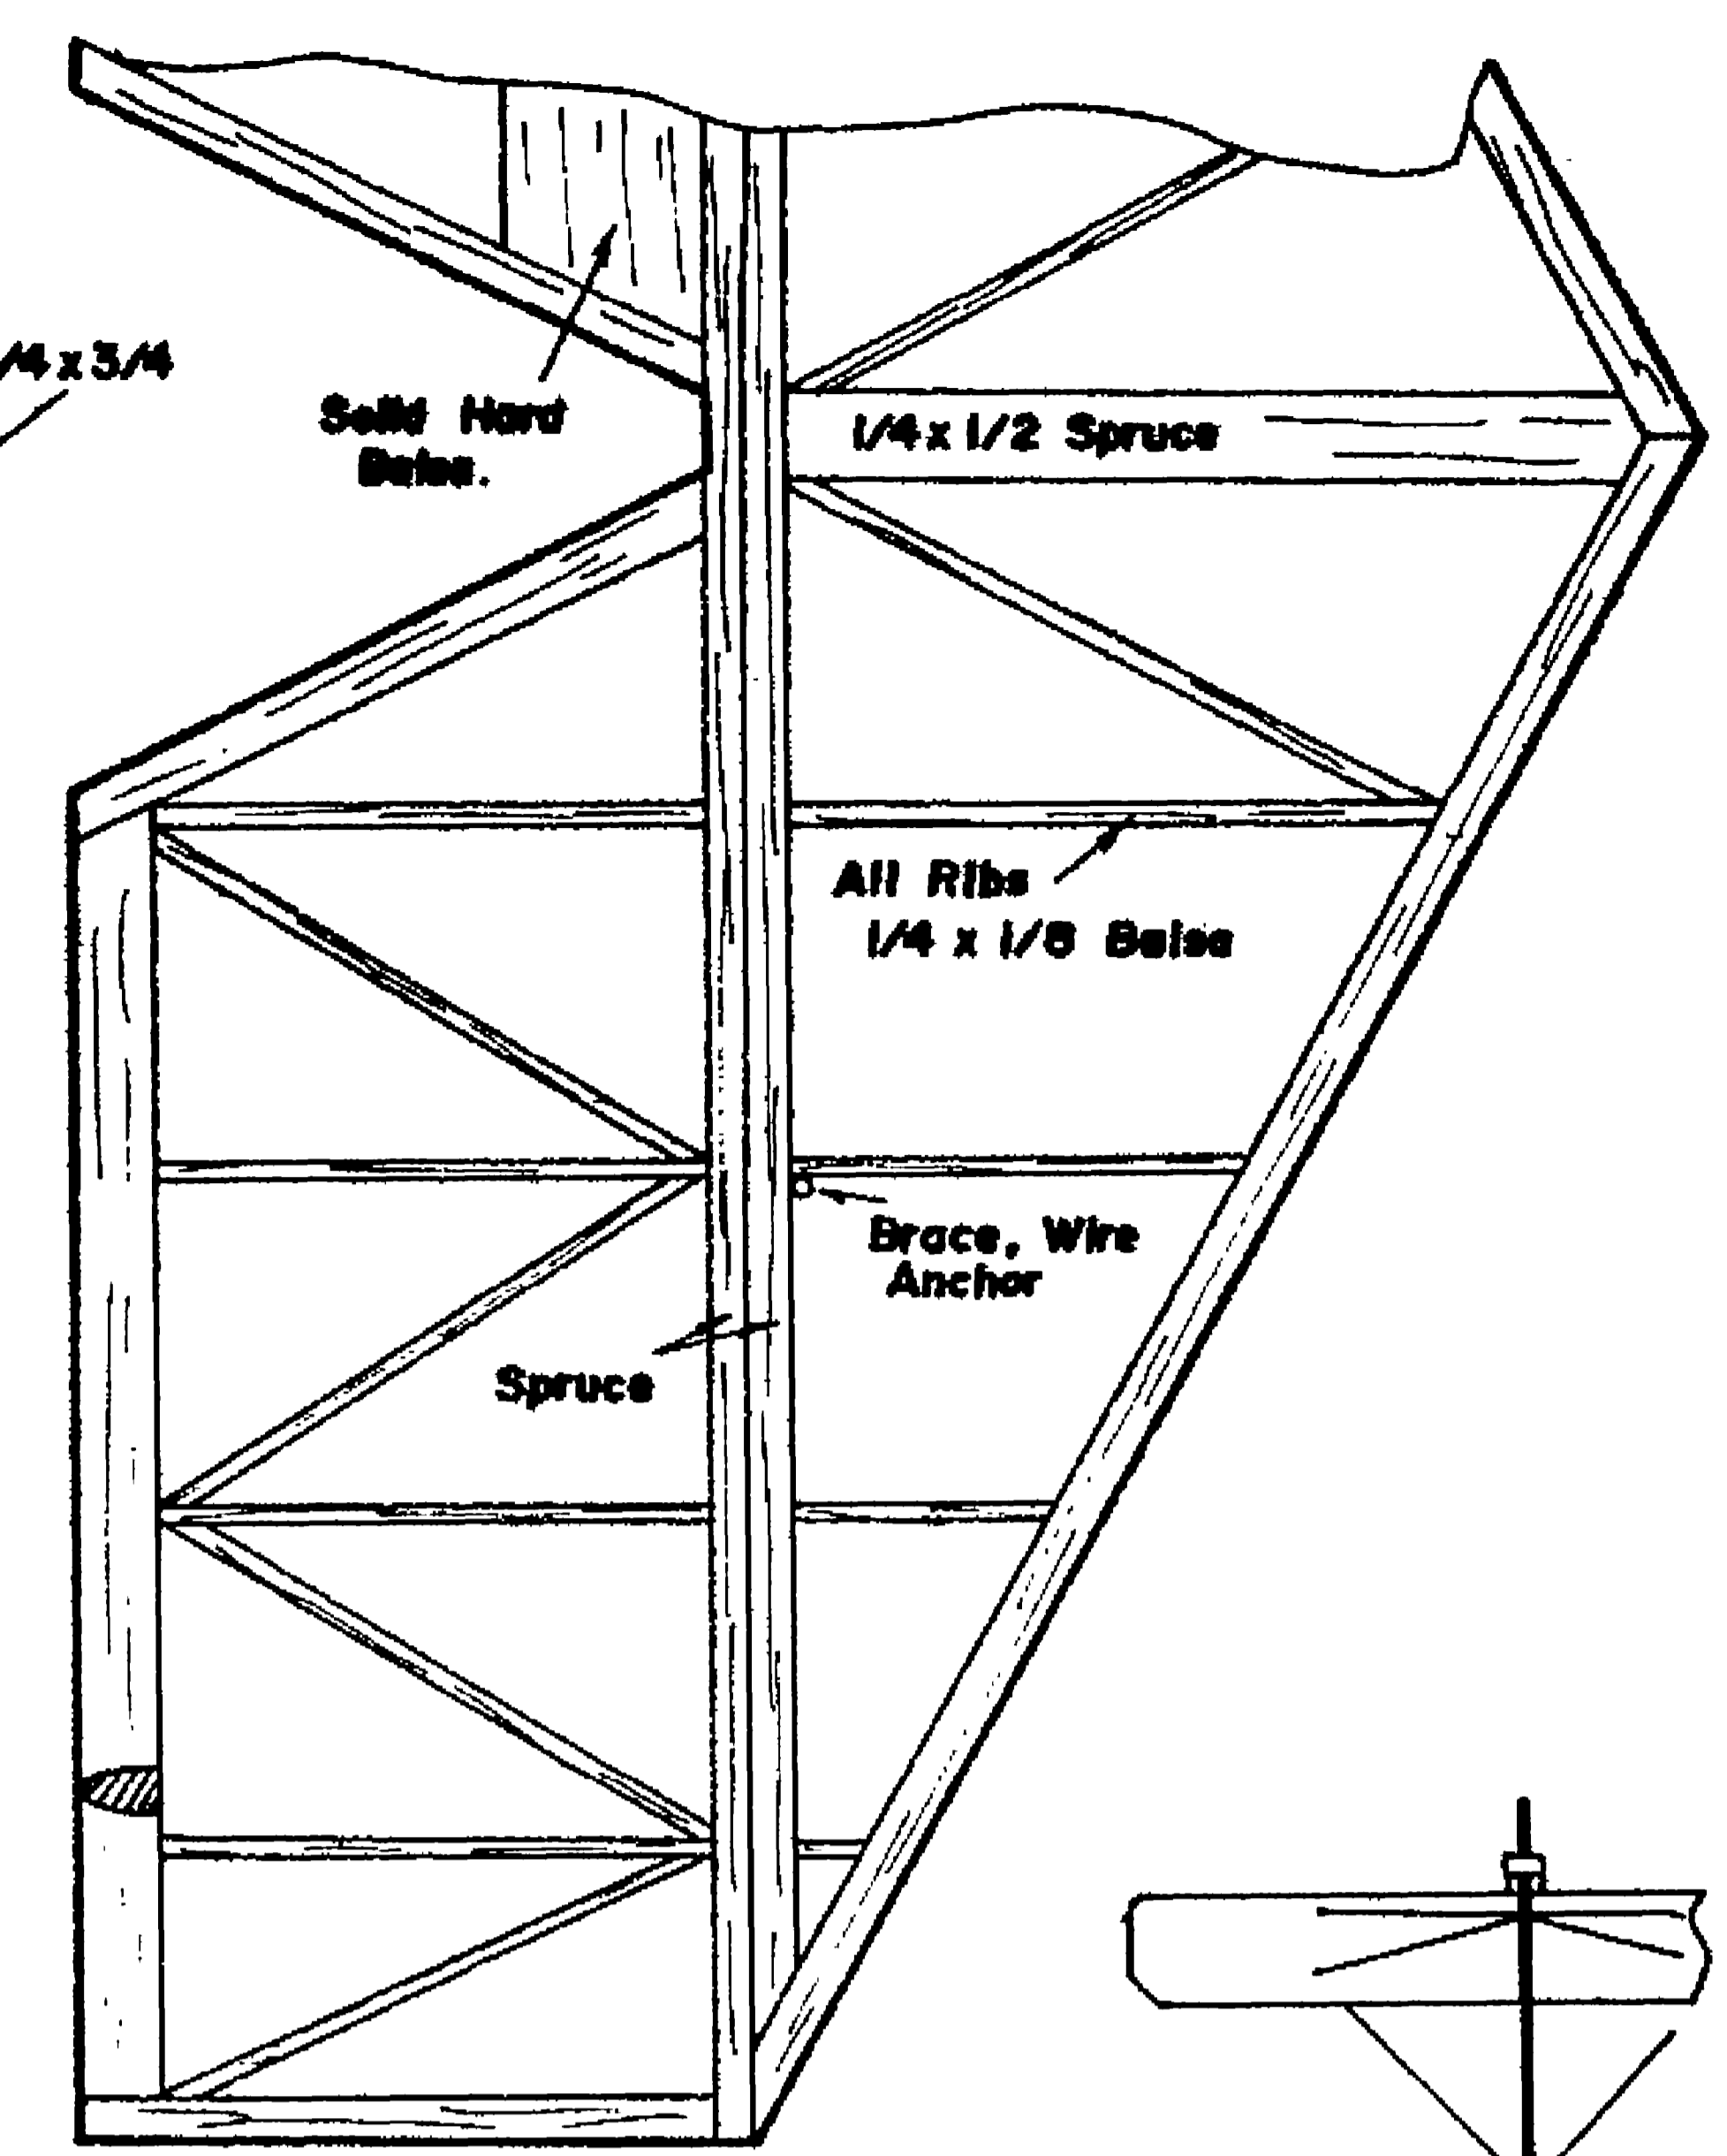 /4 x 3/4
Solid Hard
Balsa.
1/4 x 1/2 Spruce
All Ribs
1/4 x 1/8 Balsa
Brace, Wire
Anchor
Spruce